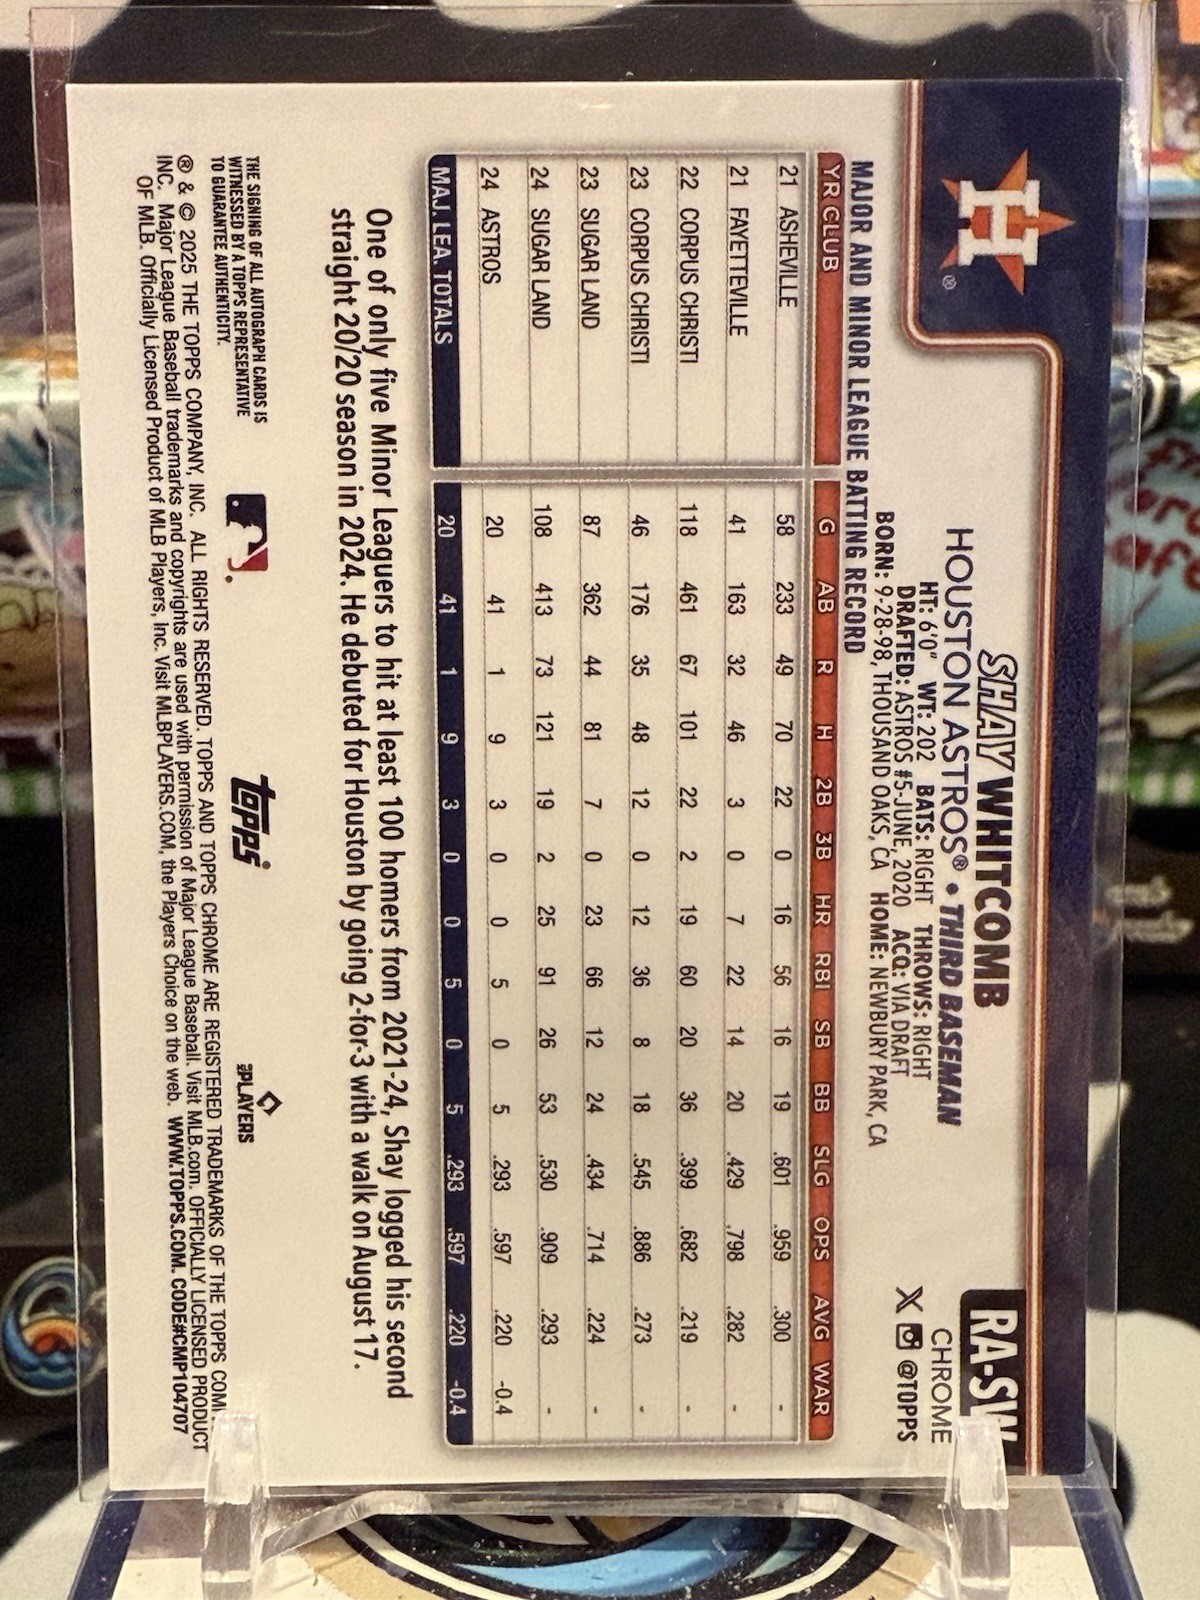 RA-SW
SHAY WHITCOMB
HOUSTON ASTROS® • THIRD BASEMAN
CHROME
HT: 6'0" WT: 202 BATS: RIGHT THROWS: RIGHT
@TOPPS
DRAFTED: ASTROS #5-JUNE, 2020 ACQ: VIA DRAFT
BORN: 9-28-98, THOUSAND OAKS, CA HOME: NEWBURY PARK, CA
H®
MAJOR AND MINOR LEAGUE BATTING RECORD
YR CLUB G AB R H 2B 3B HR RBI SB BB SLG OPS AVG WAR
21 ASHEVILLE 58 233 49 70 22 0 16 56 16 19 .601 .959 .300 -
21 FAYETTEVILLE 41 163 32 46 3 0 7 22 14 20 .429 .798 .282 -
22 CORPUS CHRISTI 118 461 67 101 22 2 19 60 20 36 .399 .682 .219 -
23 CORPUS CHRISTI 46 176 35 48 12 0 12 36 8 18 .545 .886 .273 -
23 SUGAR LAND 87 362 44 81 7 0 23 66 12 24 .434 .714 .224 -
24 SUGAR LAND 108 413 73 121 19 2 25 91 26 53 .530 .909 .293 -
24 ASTROS 20 41 1 9 3 0 0 5 0 5 .293 .597 .220 -0.4
MAJ. LEA. TOTALS 20 41 1 9 3 0 0 5 0 5 .293 .597 .220 -0.4
One of only five Minor Leaguers to hit at least 100 homers from 2021-24, Shay logged his second
straight 20/20 season in 2024. He debuted for Houston by going 2-for-3 with a walk on August 17.
THE SIGNING OF ALL AUTOGRAPH CARDS IS
WITNESSED BY A TOPPS REPRESENTATIVE
TO GUARANTEE AUTHENTICITY.
topps
PLAYERS
® & © 2025 THE TOPPS COMPANY, INC. ALL RIGHTS RESERVED. TOPPS AND TOPPS CHROME ARE REGISTERED TRADEMARKS OF THE TOPPS COM
INC. Major League Baseball trademarks and copyrights are used with permission of Major League Baseball. Visit MLB.com. OFFICIALLY LICENSED PRODUCT
OF MLB. Officially Licensed Product of MLB Players, Inc. Visit MLBPLAYERS.COM, the Players Choice on the web. WWW.TOPPS.COM. CODE#CMP104707